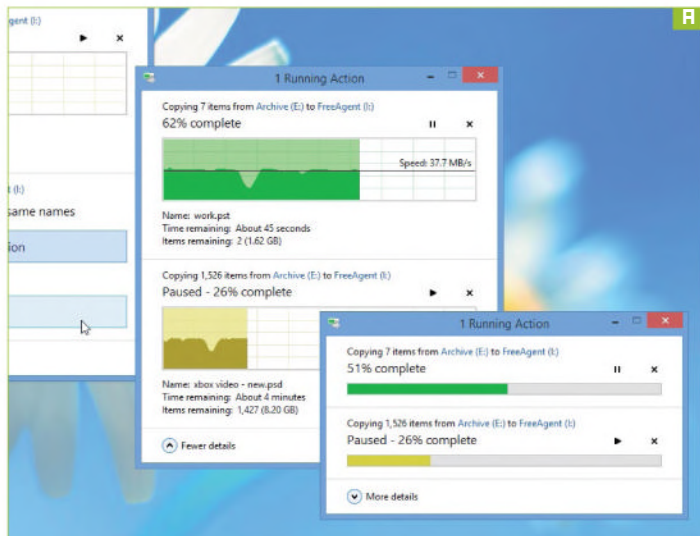 A
gent (I:)
t (I:)
same names
ion
1 Running Action
Copying 7 items from Archive (E:) to FreeAgent (I:)
62% complete
Speed: 37.7 MB/s
Name: work.pst
Time remaining: About 45 seconds
Items remaining: 2 (1.62 GB)
Copying 1,526 items from Archive (E:) to FreeAgent (I:)
Paused - 26% complete
Name: xbox video - new.psd
Time remaining: About 4 minutes
Items remaining: 1,427 (8.20 GB)
Fewer details
1 Running Action
Copying 7 items from Archive (E:) to FreeAgent (I:)
51% complete
Copying 1,526 items from Archive (E:) to FreeAgent (I:)
Paused - 26% complete
More details